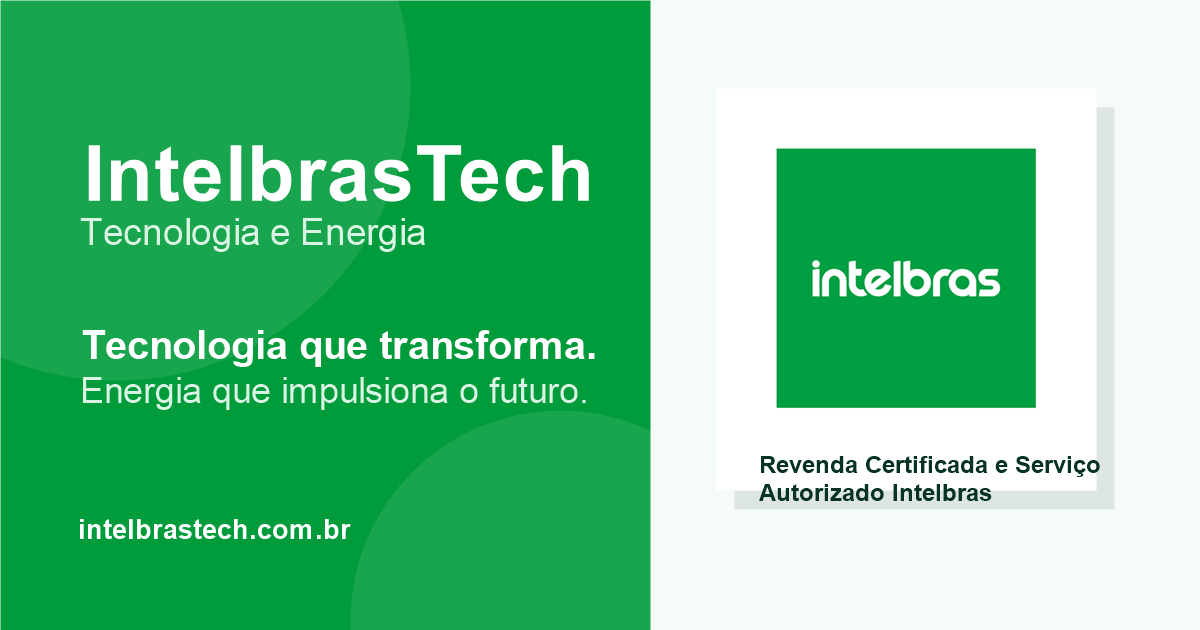 IntelbrasTech
Tecnologia e Energia
Tecnologia que transforma.
Energia que impulsiona o futuro.
intelbrastech.com.br
intelbras
Revenda Certificada e Serviço
Autorizado Intelbras